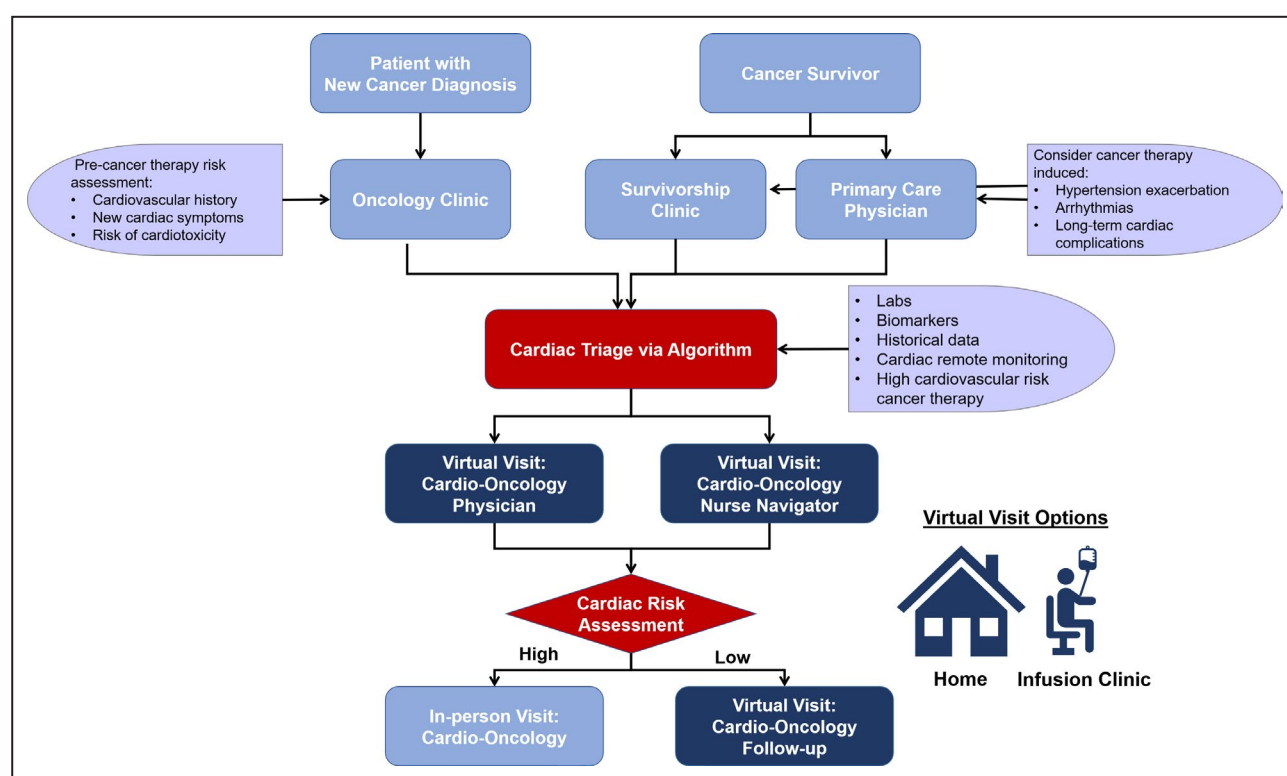 Patient with
New Cancer Diagnosis
Cancer Survivor
Pre-cancer therapy risk
assessment:
• Cardiovascular history
• New cardiac symptoms
• Risk of cardiotoxicity
Oncology Clinic
Survivorship
Clinic
Primary Care
Physician
Consider cancer therapy
induced:
• Hypertension exacerbation
• Arrhythmias
• Long-term cardiac
complications
Cardiac Triage via Algorithm
• Labs
• Biomarkers
• Historical data
• Cardiac remote monitoring
• High cardiovascular risk
cancer therapy
Virtual Visit:
Cardio-Oncology
Physician
Virtual Visit:
Cardio-Oncology
Nurse Navigator
Virtual Visit Options
Home
Infusion Clinic
Cardiac Risk
Assessment
High
Low
In-person Visit:
Cardio-Oncology
Virtual Visit:
Cardio-Oncology
Follow-up